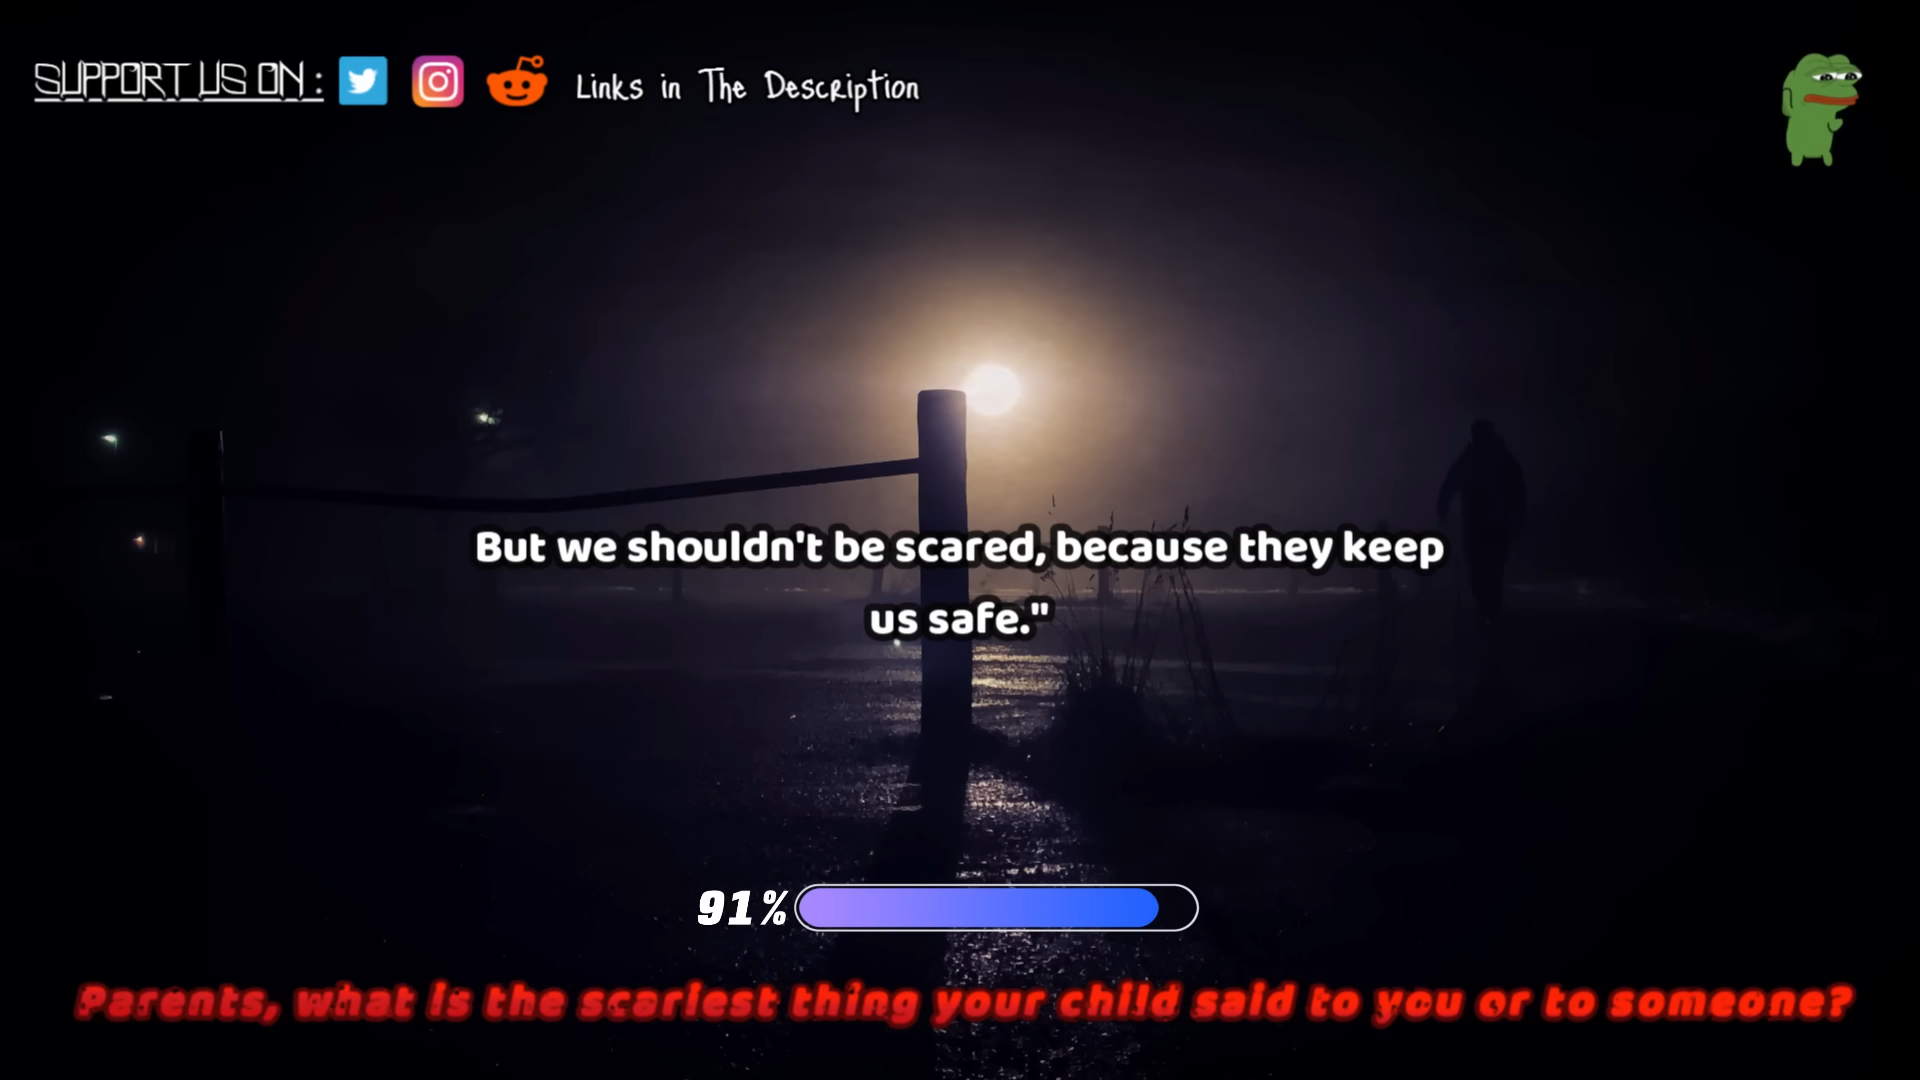 SUPPORT US ON : Links in The Description
But we shouldn't be scared, because they keep
us safe."
91%
Parents, what is the scariest thing your child said to you or to someone?